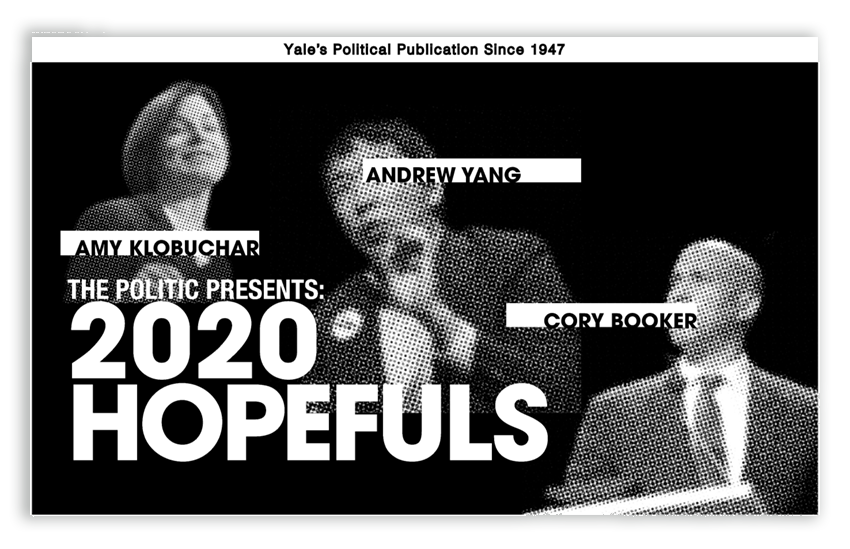 Yale's Political Publication Since 1947
ANDREW YANG
AMY KLOBUCHAR
CORY BOOKER
THE POLITIC PRESENTS:
2020
HOPEFULS